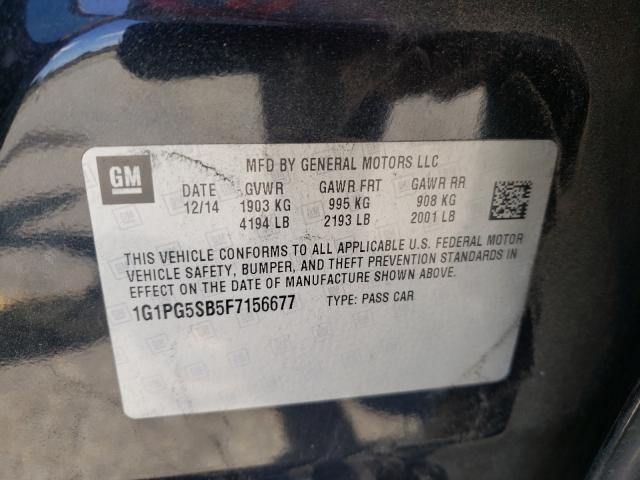 GM
MFD BY GENERAL MOTORS LLC
DATE GVWR GAWR FRT GAWR RR
12/14 1903 KG 995 KG 908 KG
4194 LB 2193 LB 2001 LB
THIS VEHICLE CONFORMS TO ALL APPLICABLE U.S. FEDERAL MOTOR
VEHICLE SAFETY, BUMPER, AND THEFT PREVENTION STANDARDS IN
EFFECT ON THE DATE OF MANUFACTURE SHOWN ABOVE.
1G1PG5SB5F7156677 TYPE: PASS CAR